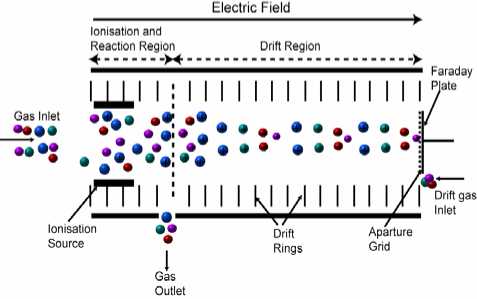 Electric Field
Ionisation and
Reaction Region
Drift Region
Faraday
Plate
Gas Inlet
Drift gas
Inlet
Ionisation
Source
Drift
Rings
Aparture
Grid
Gas
Outlet